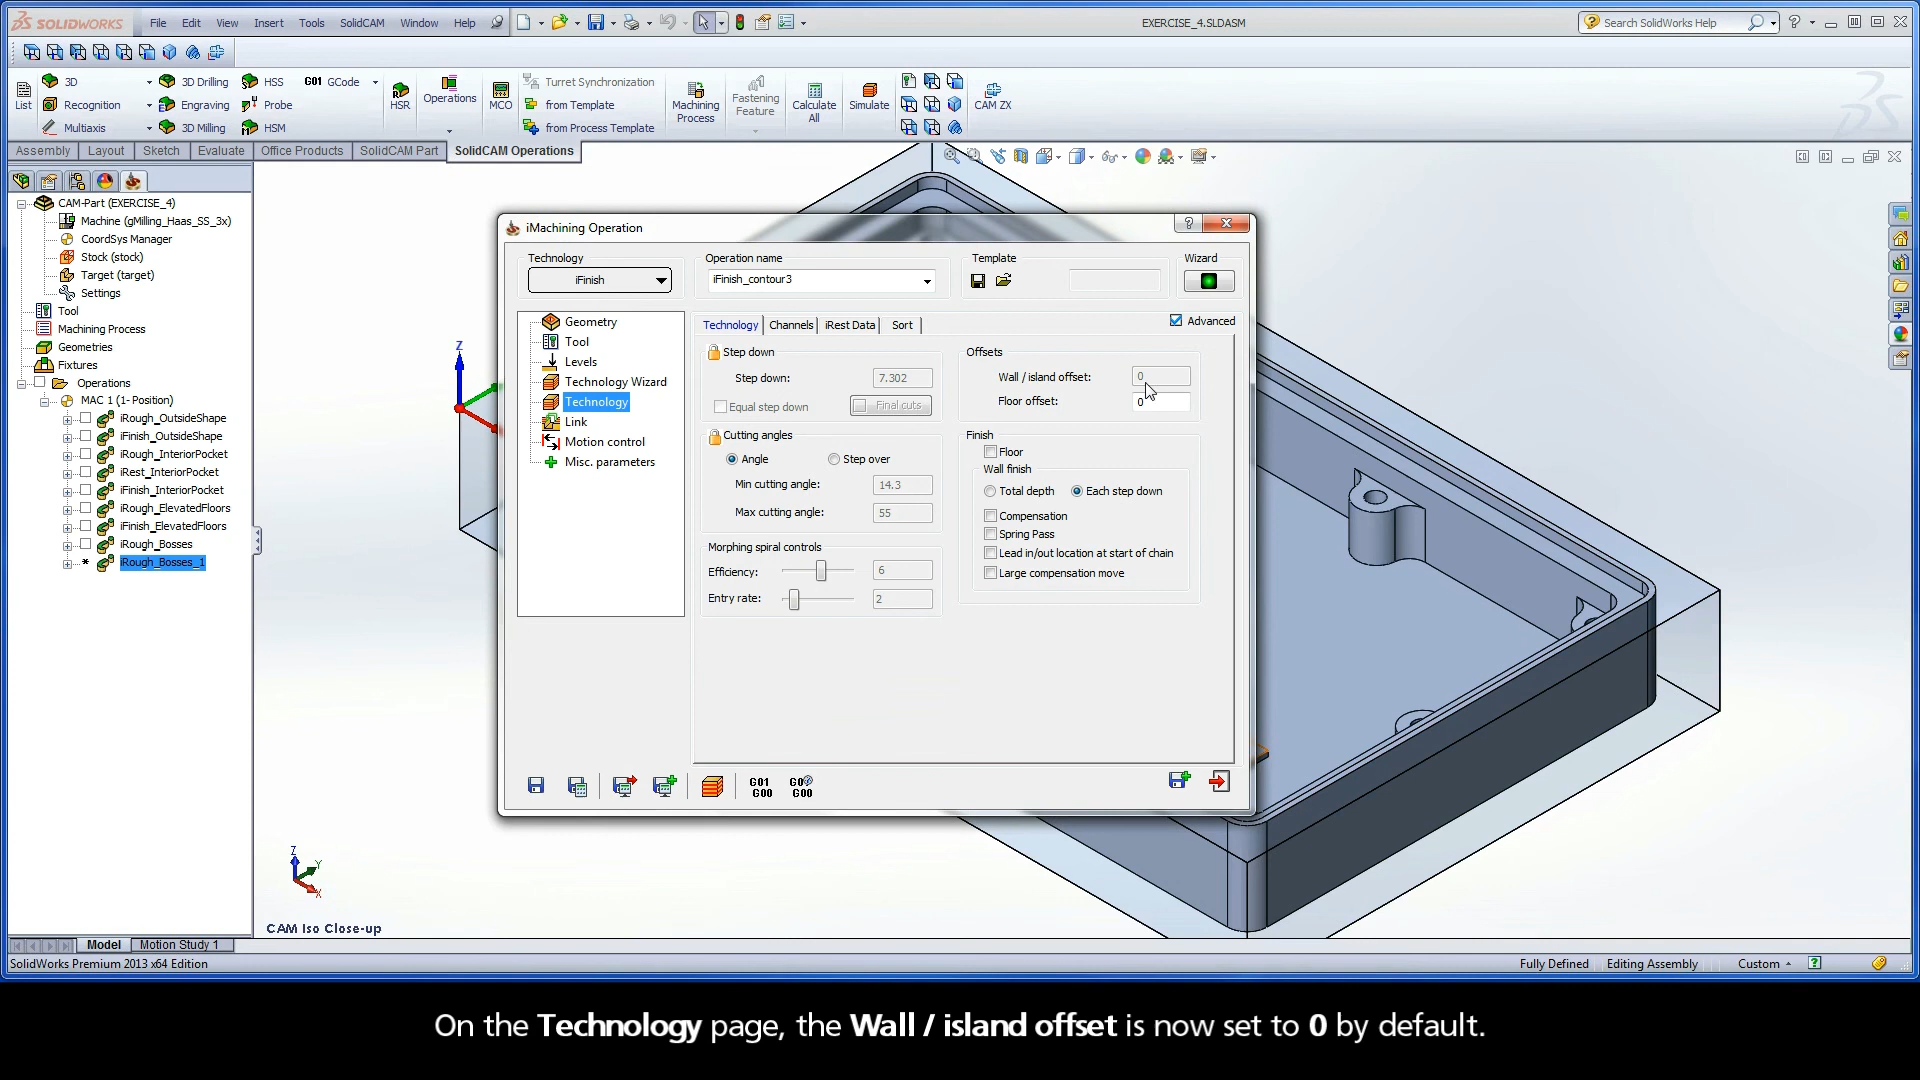 SOLIDWORKS File Edit View Insert Tools SolidCAM Window Help EXERCISE_4.SLDASM Search SolidWorks Help
List 3D 3D Drilling HSS G01 GCode HSR Operations MCO Turret Synchronization Machining Process Fastening Feature Calculate All Simulate CAM ZX
Recognition Engraving Probe from Template
Multiaxis 3D Milling HSM from Process Template
Assembly Layout Sketch Evaluate Office Products SolidCAM Part SolidCAM Operations
CAM-Part (EXERCISE_4)
Machine (gMilling_Haas_SS_3x)
CoordSys Manager
Stock (stock)
Target (target)
Settings
Tool
Machining Process
Geometries
Fixtures
Operations
MAC 1 (1- Position)
iRough_OutsideShape
iFinish_OutsideShape
iRough_InteriorPocket
iRest_InteriorPocket
iFinish_InteriorPocket
iRough_ElevatedFloors
iFinish_ElevatedFloors
iRough_Bosses
* iRough_Bosses_1
Z
iMachining Operation
Technology
iFinish
Operation name
iFinish_contour3
Template
Wizard
Geometry
Tool
Levels
Technology Wizard
Technology
Link
Motion control
Misc. parameters
Technology Channels iRest Data Sort Advanced
Step down
Step down: 7.302
Equal step down Final cuts
Cutting angles
Angle Step over
Min cutting angle: 14.3
Max cutting angle: 55
Morphing spiral controls
Efficiency: 6
Entry rate: 2
Offsets
Wall / island offset: 0
Floor offset: 0
Finish
Floor
Wall finish
Total depth Each step down
Compensation
Spring Pass
Lead in/out location at start of chain
Large compensation move
G01 G00
G0 G00
Z Y X
CAM Iso Close-up
Model Motion Study 1
SolidWorks Premium 2013 x64 Edition Fully Defined Editing Assembly Custom
On the Technology page, the Wall / island offset is now set to 0 by default.